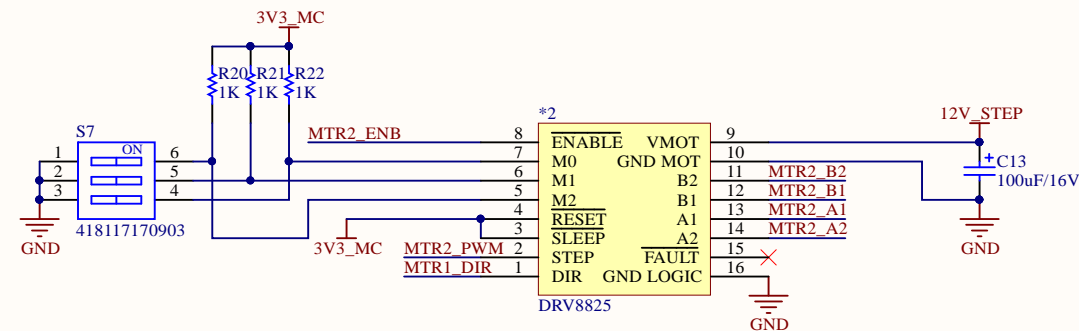 3V3_MC
R20 R21 R22
1K 1K 1K
S7
ON
1 6
2 5
3 4
418117170903
GND
*2
MTR2_ENB 8 ENABLE VMOT 9 12V_STEP
7 M0 GND MOT 10
6 M1 B2 11 MTR2_B2
5 M2 B1 12 MTR2_B1
4 RESET A1 13 MTR2_A1
3V3_MC 3 SLEEP A2 14 MTR2_A2
MTR2_PWM 2 STEP FAULT 15
MTR1_DIR 1 DIR GND LOGIC 16
DRV8825
GND
+ C13
100uF/16V
GND